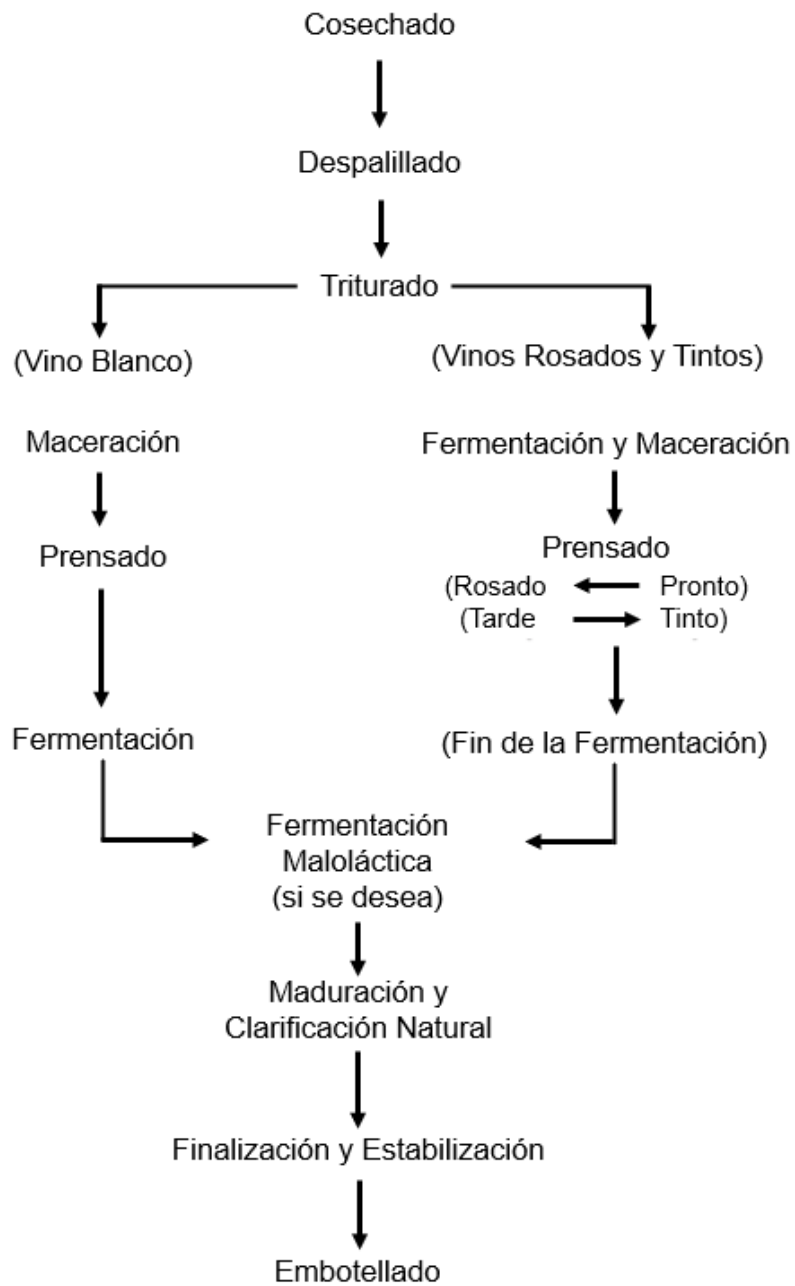 Cosechado
Despalillado
Triturado
(Vino Blanco)
Maceración
Prensado
Fermentación
(Vinos Rosados y Tintos)
Fermentación y Maceración
Prensado
(Rosado Pronto)
(Tarde Tinto)
(Fin de la Fermentación)
Fermentación
Maloláctica
(si se desea)
Maduración y
Clarificación Natural
Finalización y Estabilización
Embotellado